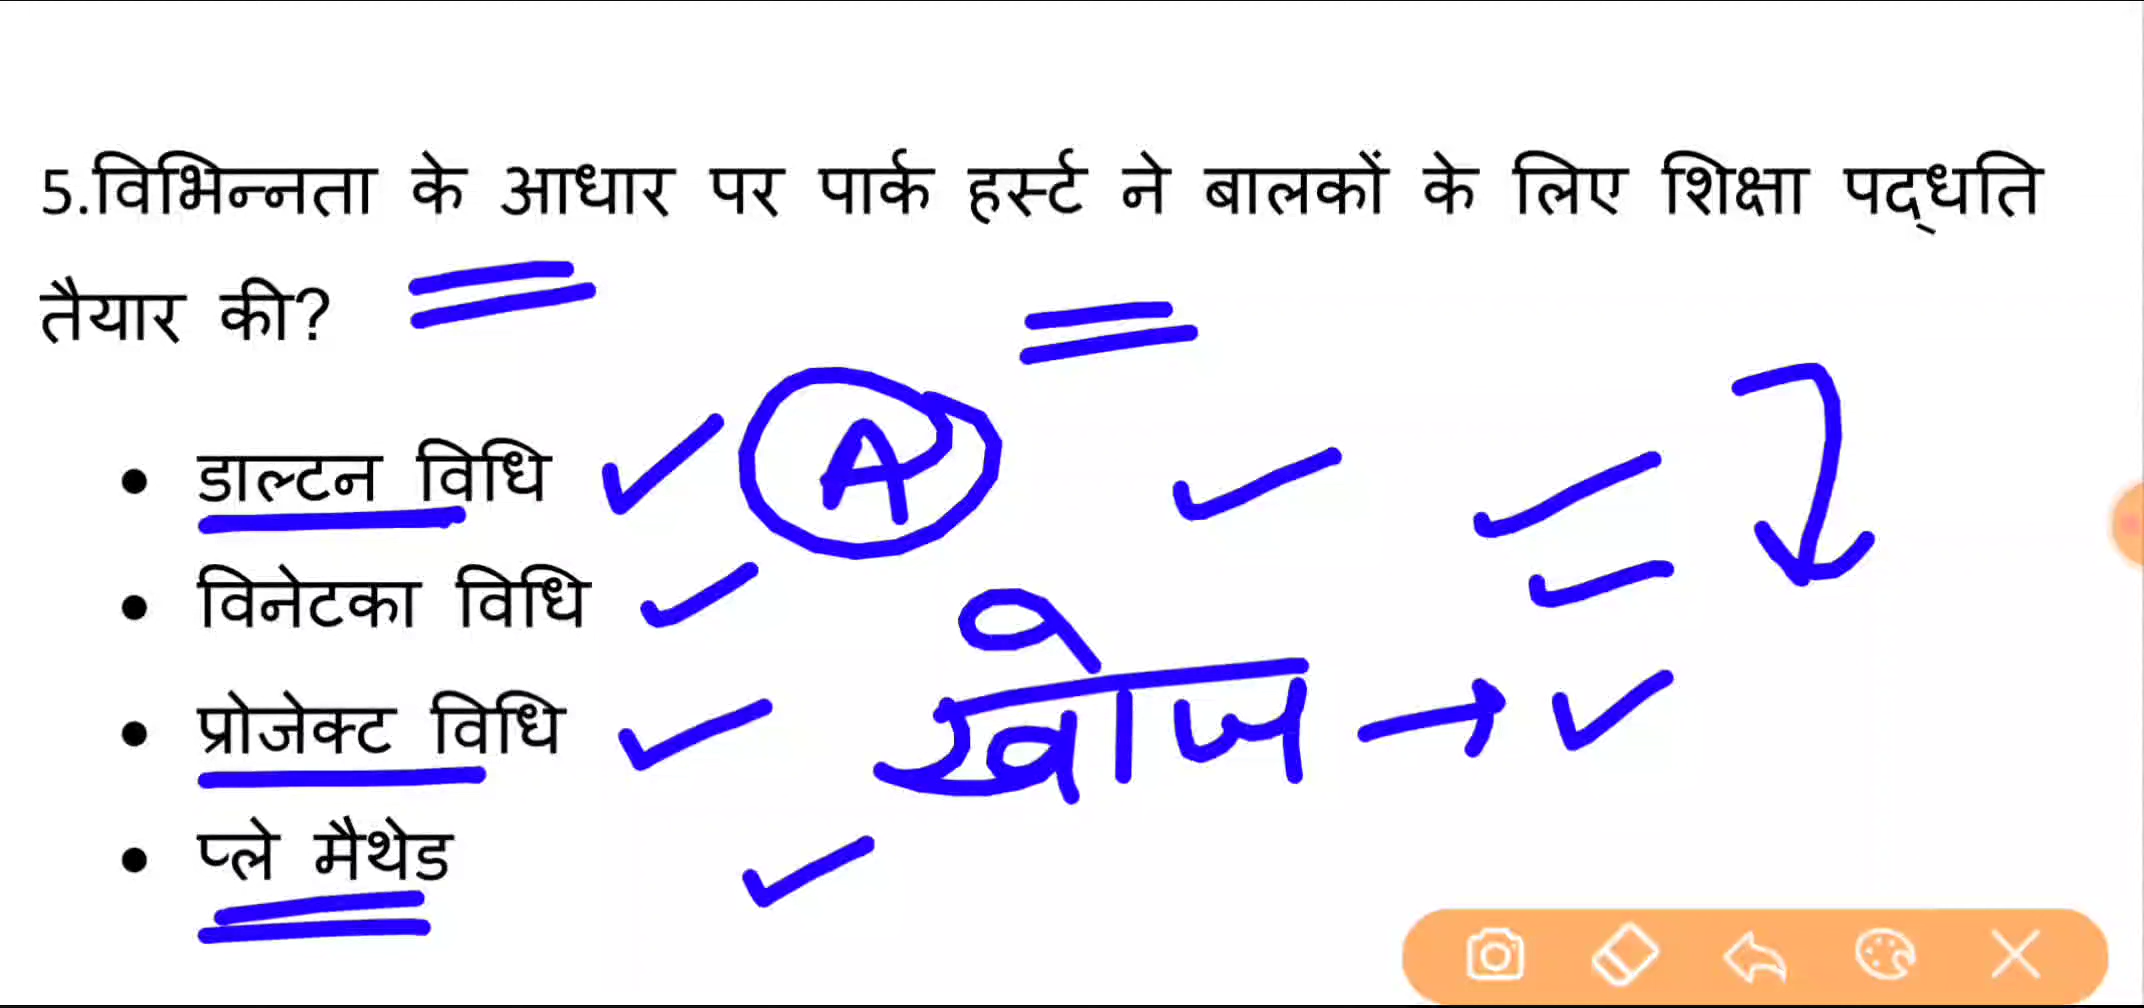 5.विभिन्नता के आधार पर पार्क हर्स्ट ने बालकों के लिए शिक्षा पद्धति
तैयार की?
• डाल्टन विधि A
• विनेटका विधि
• प्रोजेक्ट विधि खोज
• प्ले मैथेड